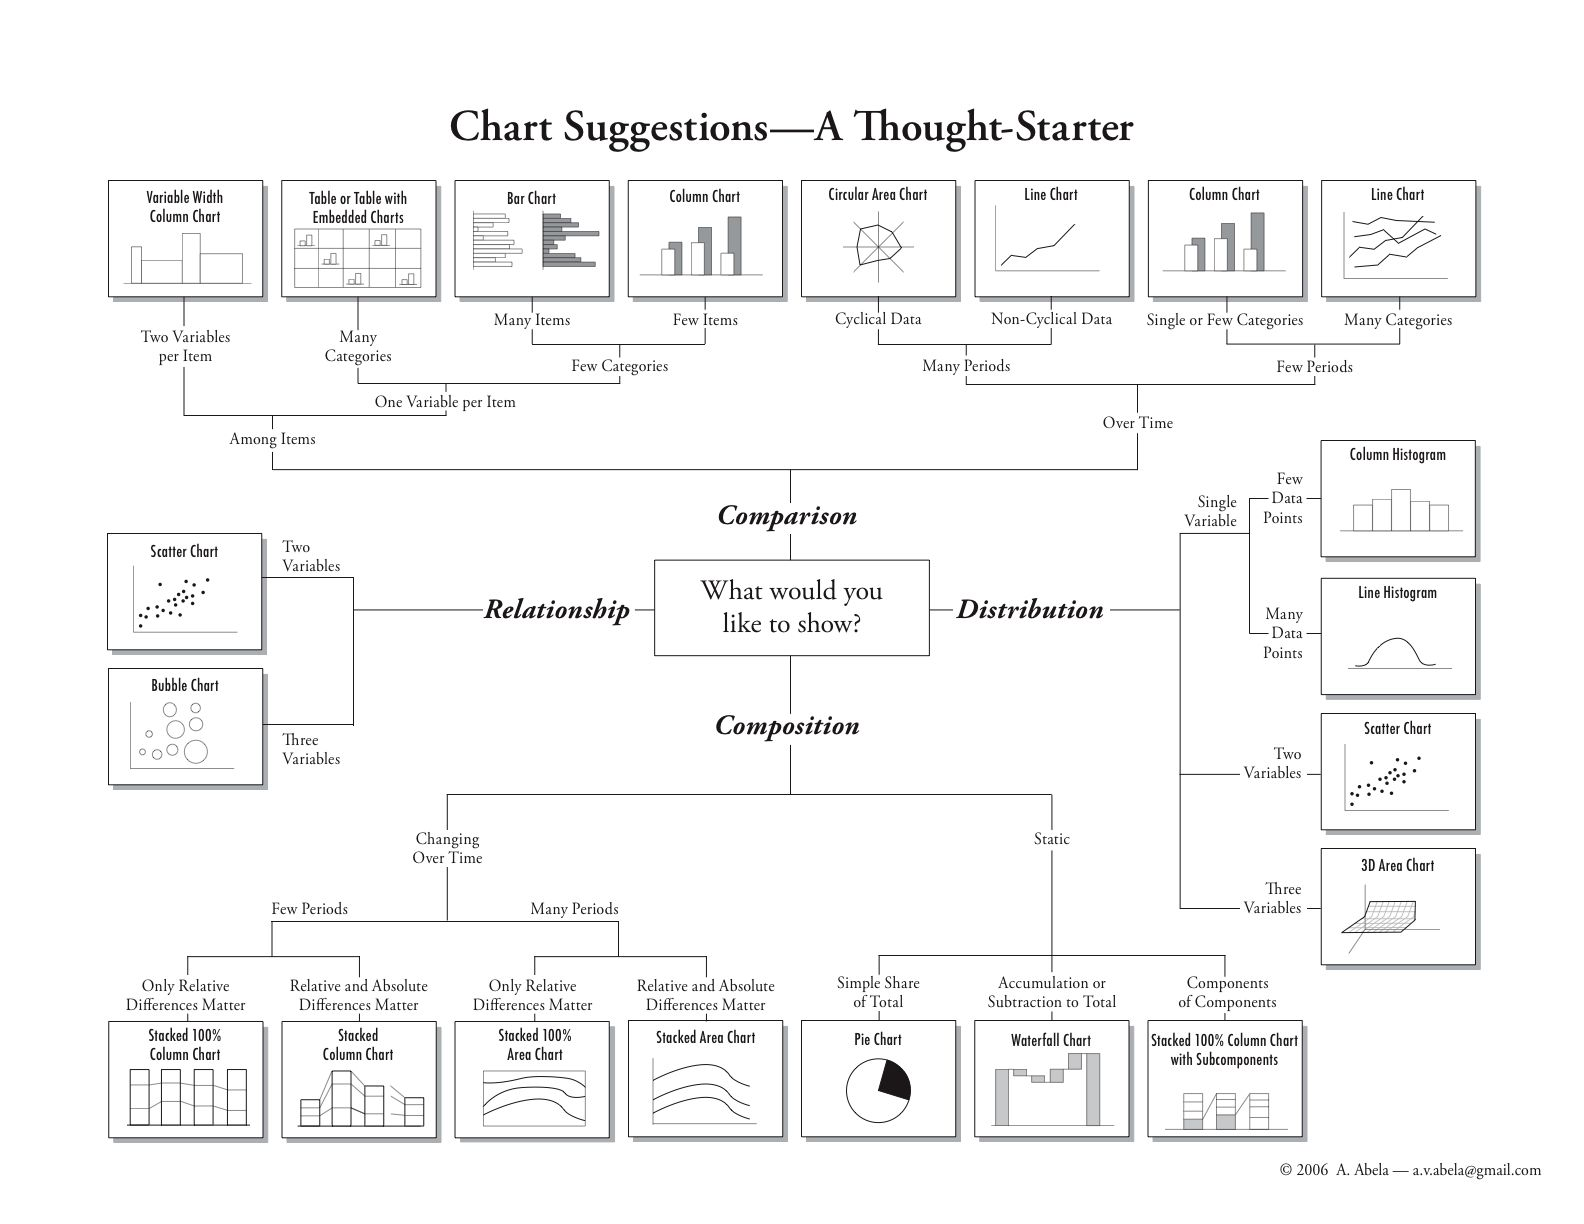 Chart Suggestions—A Thought-Starter
Variable Width
Column Chart
Table or Table with
Embedded Charts
Bar Chart
Column Chart
Circular Area Chart
Line Chart
Column Chart
Line Chart
Two Variables
per Item
Many
Categories
Many Items
Few Items
Cyclical Data
Non-Cyclical Data
Single or Few Categories
Many Categories
Few Categories
Many Periods
Few Periods
One Variable per Item
Over Time
Among Items
Comparison
What would you
like to show?
Relationship
Two
Variables
Scatter Chart
Three
Variables
Bubble Chart
Distribution
Single
Variable
Few
Data
Points
Column Histogram
Many
Data
Points
Line Histogram
Two
Variables
Scatter Chart
Three
Variables
3D Area Chart
Composition
Changing
Over Time
Static
Few Periods
Many Periods
Only Relative
Differences Matter
Relative and Absolute
Differences Matter
Only Relative
Differences Matter
Relative and Absolute
Differences Matter
Simple Share
of Total
Accumulation or
Subtraction to Total
Components
of Components
Stacked 100%
Column Chart
Stacked
Column Chart
Stacked 100%
Area Chart
Stacked Area Chart
Pie Chart
Waterfall Chart
Stacked 100% Column Chart
with Subcomponents
© 2006 A. Abela — a.v.abela@gmail.com